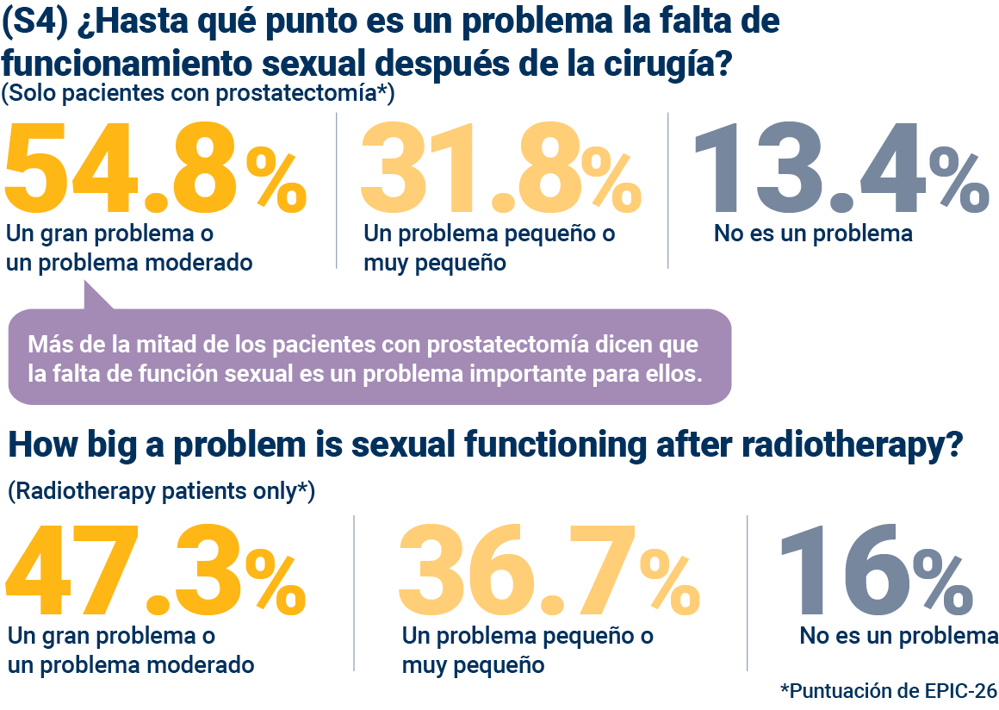 (S4) ¿Hasta qué punto es un problema la falta de
funcionamiento sexual después de la cirugía?
(Solo pacientes con prostatectomía*)
54.8% 31.8% 13.4%
Un gran problema o Un problema pequeño o No es un problema
un problema moderado muy pequeño
Más de la mitad de los pacientes con prostatectomía dicen que
la falta de función sexual es un problema importante para ellos.
How big a problem is sexual functioning after radiotherapy?
(Radiotherapy patients only*)
47.3% 36.7% 16%
Un gran problema o Un problema pequeño o No es un problema
un problema moderado muy pequeño
*Puntuación de EPIC-26